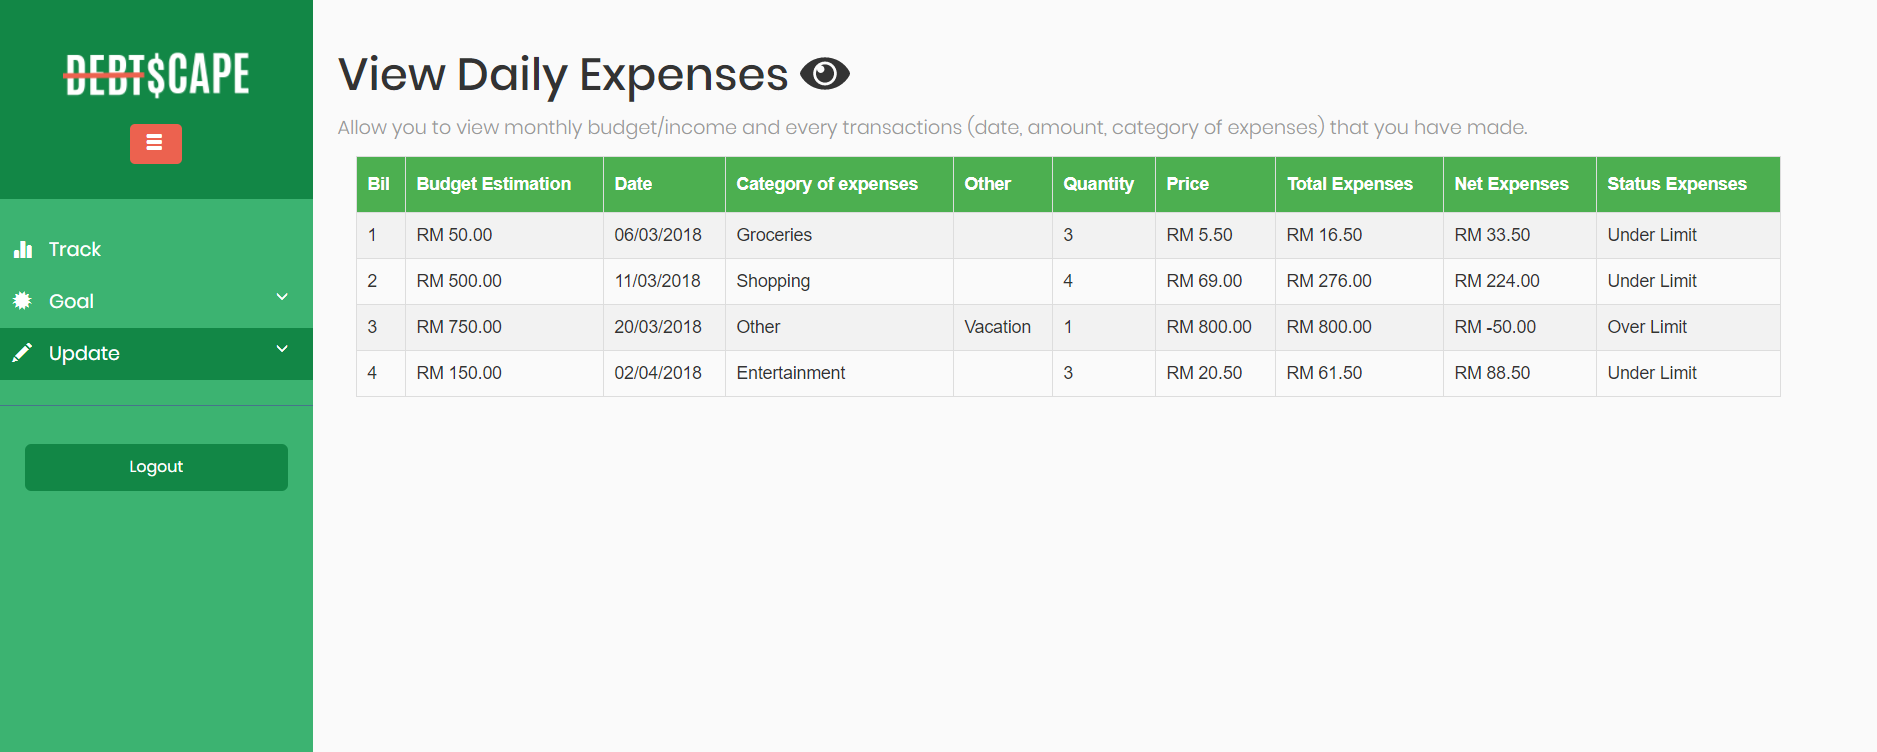 DEBT$CAPE
Track
Goal
Update
Logout
View Daily Expenses
Allow you to view monthly budget/income and every transactions (date, amount, category of expenses) that you have made.
Bil Budget Estimation Date Category of expenses Other Quantity Price Total Expenses Net Expenses Status Expenses
1 RM 50.00 06/03/2018 Groceries 3 RM 5.50 RM 16.50 RM 33.50 Under Limit
2 RM 500.00 11/03/2018 Shopping 4 RM 69.00 RM 276.00 RM 224.00 Under Limit
3 RM 750.00 20/03/2018 Other Vacation 1 RM 800.00 RM 800.00 RM -50.00 Over Limit
4 RM 150.00 02/04/2018 Entertainment 3 RM 20.50 RM 61.50 RM 88.50 Under Limit